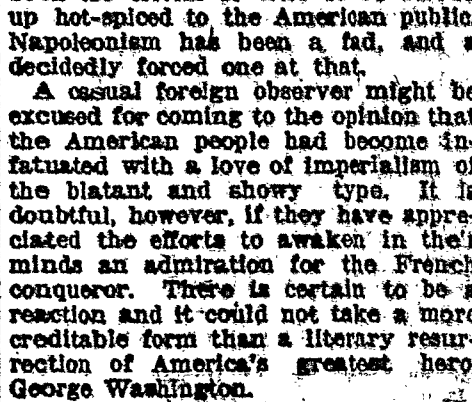 up hot-spiced to the American public
Napoleonism has been a fad, and a
decidedly forced one at that.
A casual foreign observer might be
excused for coming to the opinion that
the American people had become in-
fatuated with a love of imperialism of
the blatant and showy type. It is
doubtful, however, if they have appre-
ciated the efforts to awaken in their
minds an admiration for the French
conqueror. There is certain to be a
reaction and it could not take a more
creditable form than a literary resur-
rection of America's greatest hero
George Washington.